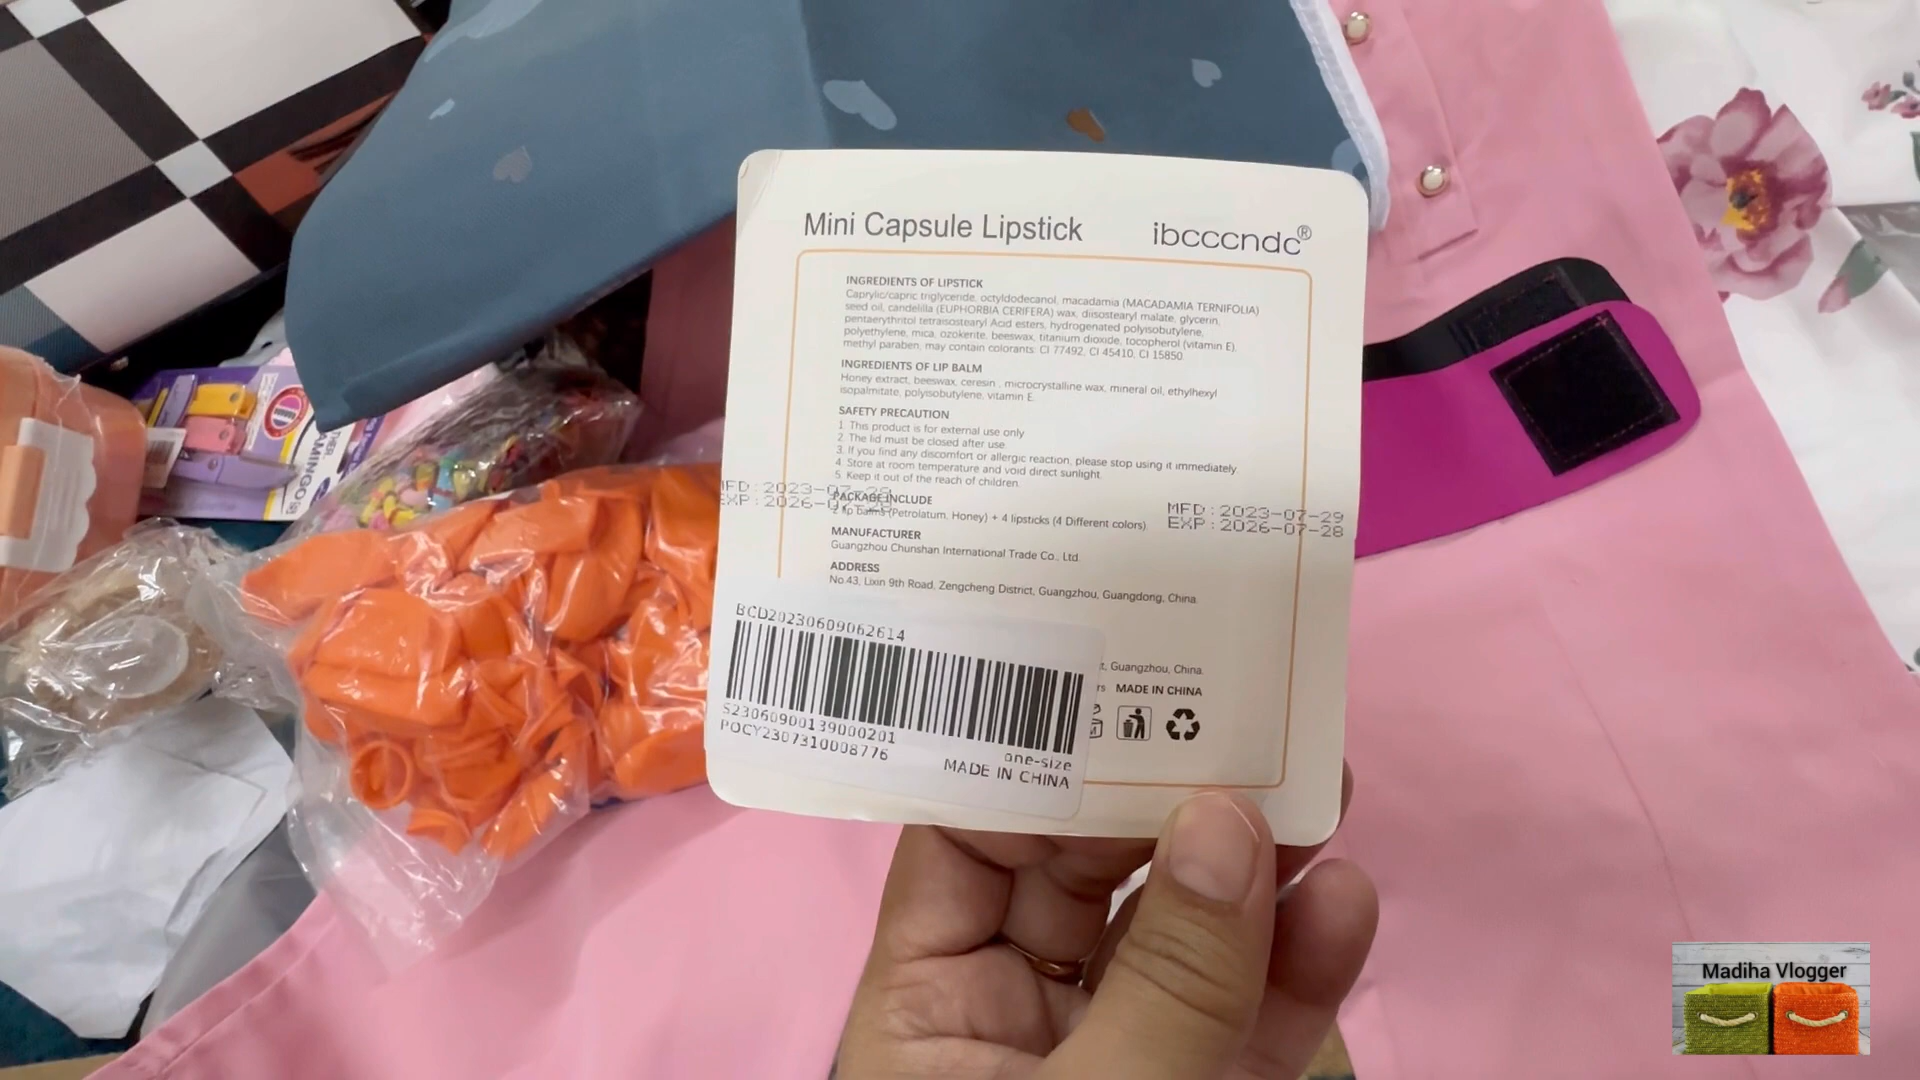 Mini Capsule Lipstick
ibcccndc®
INGREDIENTS OF LIPSTICK
Caprylic/capric triglyceride, octyldodecanol, macadamia (MACADAMIA TERNIFOLIA)
seed oil, candelilla (EUPHORBIA CERIFERA) wax, diisostearyl malate, glycerin,
pentaerythritol tetraisostearyl Acid esters, hydrogenated polyisobutylene,
polyethylene, mica, ozokerite, beeswax, titanium dioxide, tocopherol (vitamin E),
methyl paraben, may contain colorants: CI 77492, CI 45410, CI 15850.
INGREDIENTS OF LIP BALM
Honey extract, beeswax, ceresin , microcrystalline wax, mineral oil, ethylhexyl
isopalmitate, polyisobutylene, vitamin E.
SAFETY PRECAUTION
1. This product is for external use only
2. The lid must be closed after use.
3. If you find any discomfort or allergic reaction, please stop using it immediately.
4. Store at room temperature and void direct sunlight.
5. Keep it out of the reach of children.
PACKAGE INCLUDE
lip balms (Petrolatum, Honey) + 4 lipsticks (4 Different colors)
MFD : 2023-07-29
EXP : 2026-07-28
MANUFACTURER
Guangzhou Chunshan International Trade Co., Ltd.
ADDRESS
No.43, Lixin 9th Road, Zengcheng District, Guangzhou, Guangdong, China.
Guangzhou, China.
MADE IN CHINA
BCD20230609062614
S23060900139000201
POCY2307310008776
one-size
MADE IN CHINA
Madiha Vlogger